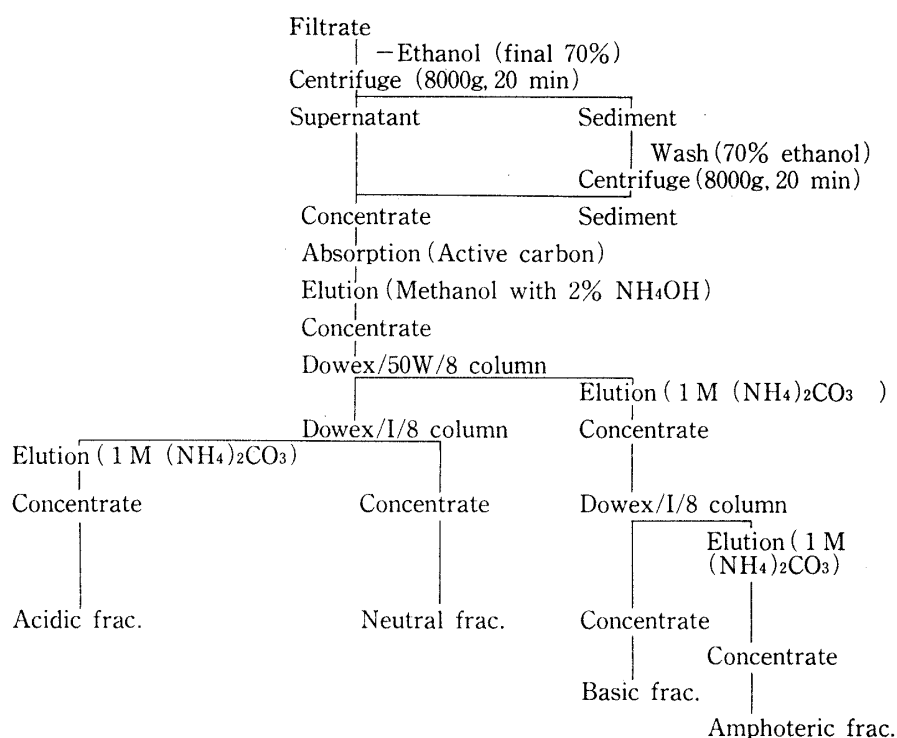 Filtrate
—Ethanol (final 70%)
Centrifuge (8000g, 20 min)
Supernatant Sediment
Wash (70% ethanol)
Centrifuge (8000g, 20 min)
Concentrate Sediment
Absorption (Active carbon)
Elution (Methanol with 2% NH₄OH)
Concentrate
Dowex/50W/8 column
Elution ( 1 M (NH₄)₂CO₃ )
Dowex/I/8 column Concentrate
Elution ( 1 M (NH₄)₂CO₃)
Concentrate Concentrate Dowex/I/8 column
Elution ( 1 M
(NH₄)₂CO₃)
Acidic frac. Neutral frac. Concentrate
Concentrate
Basic frac.
Amphoteric frac.